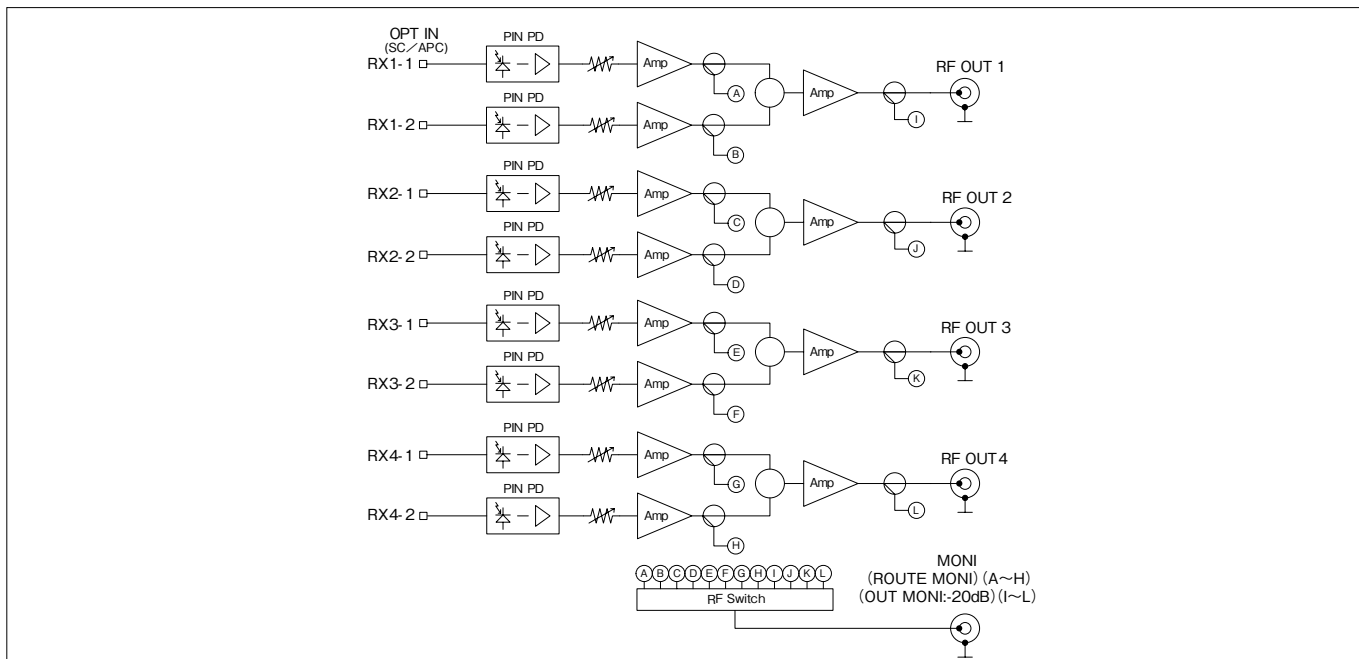 OPT IN
(SC／APC)
PIN PD
RX1-1
Amp
A
Amp
I
RF OUT 1
PIN PD
RX1-2
Amp
B
PIN PD
RX2-1
Amp
C
Amp
J
RF OUT 2
PIN PD
RX2-2
Amp
D
PIN PD
RX3-1
Amp
E
Amp
K
RF OUT 3
PIN PD
RX3-2
Amp
F
PIN PD
RX4-1
Amp
G
Amp
L
RF OUT 4
PIN PD
RX4-2
Amp
H
A B C D E F G H I J K L
RF Switch
MONI
(ROUTE MONI) (A～H)
(OUT MONI:-20dB) (I～L)